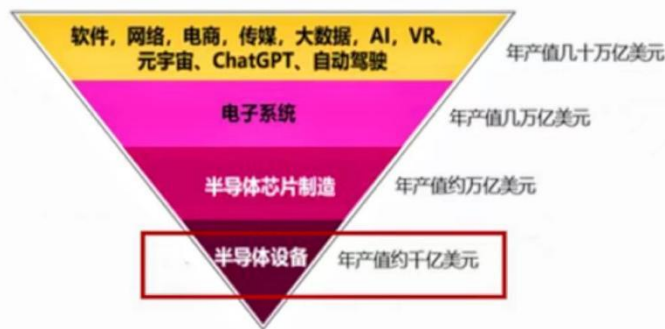 软件，网络，电商，传媒，大数据，AI，VR、
元宇宙、ChatGPT、自动驾驶
年产值几十万亿美元
电子系统
年产值几万亿美元
半导体芯片制造
年产值约万亿美元
半导体设备
年产值约千亿美元